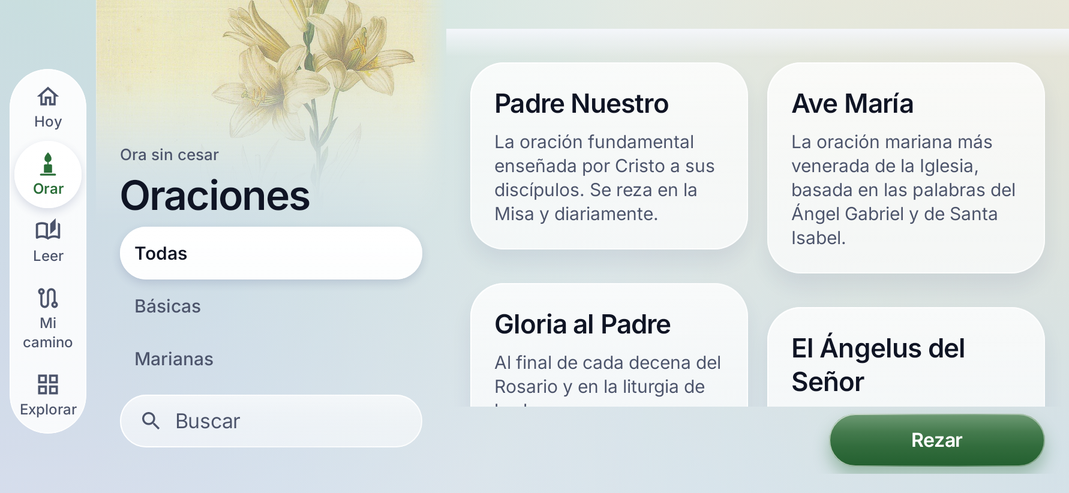 Hoy
Orar
Leer
Mi
camino
Explorar
Ora sin cesar
Oraciones
Todas
Básicas
Marianas
Buscar
Padre Nuestro
La oración fundamental
enseñada por Cristo a sus
discípulos. Se reza en la
Misa y diariamente.
Ave María
La oración mariana más
venerada de la Iglesia,
basada en las palabras del
Ángel Gabriel y de Santa
Isabel.
Gloria al Padre
Al final de cada decena del
Rosario y en la liturgia de
El Ángelus del
Señor
Rezar